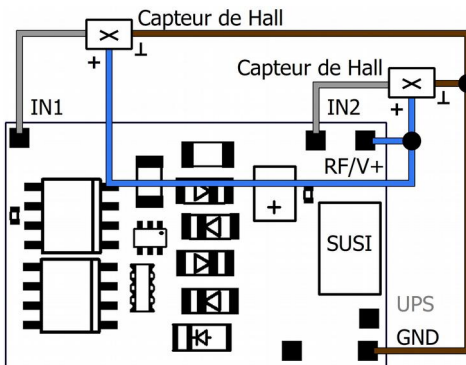 Capteur de Hall
+ ⊥
Capteur de Hall
+ ⊥
IN1
IN2
RF/V+
+
SUSI
UPS
GND